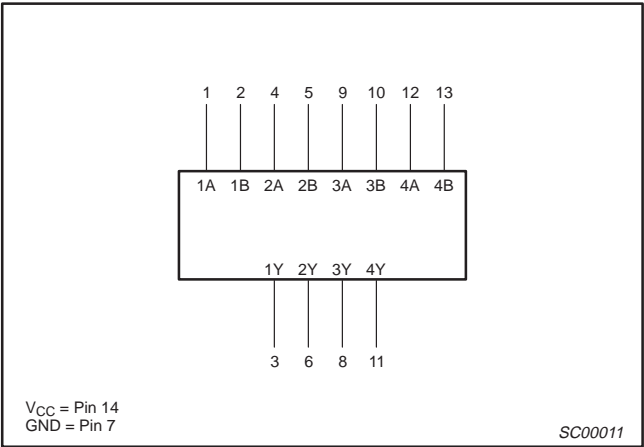 1 2 4 5 9 10 12 13
1A 1B 2A 2B 3A 3B 4A 4B
1Y 2Y 3Y 4Y
3 6 8 11
VCC = Pin 14
GND = Pin 7
SC00011